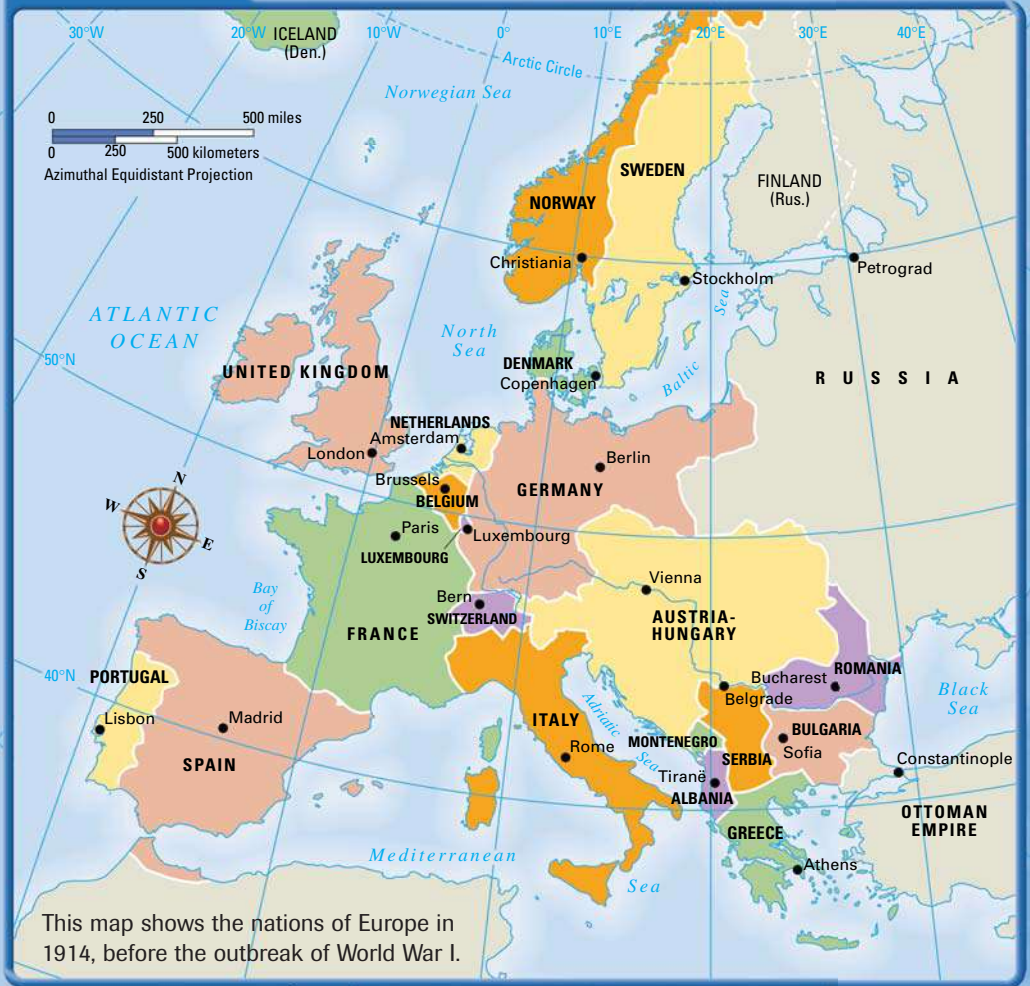 30°W
20°W
ICELAND
(Den.)
10°W
0°
10°E
20°E
30°E
40°E
Arctic Circle
Norwegian Sea
0 250 500 miles
0 250 500 kilometers
Azimuthal Equidistant Projection
SWEDEN
FINLAND
(Rus.)
NORWAY
Christiania
Stockholm
Petrograd
ATLANTIC
OCEAN
North
Sea
Baltic
Sea
50°N
UNITED KINGDOM
DENMARK
Copenhagen
RUSSIA
NETHERLANDS
Amsterdam
London
Berlin
Brussels
BELGIUM
GERMANY
N
W
E
S
Paris
LUXEMBOURG
Luxembourg
Vienna
Bay
of
Biscay
Bern
SWITZERLAND
FRANCE
AUSTRIA-
HUNGARY
40°N
PORTUGAL
Lisbon
Madrid
SPAIN
ITALY
Rome
Adriatic
Sea
Bucharest
ROMANIA
Belgrade
Black
Sea
MONTENEGRO
SERBIA
BULGARIA
Sofia
Constantinople
Tiranë
ALBANIA
GREECE
OTTOMAN
EMPIRE
Athens
Mediterranean
Sea
This map shows the nations of Europe in
1914, before the outbreak of World War I.